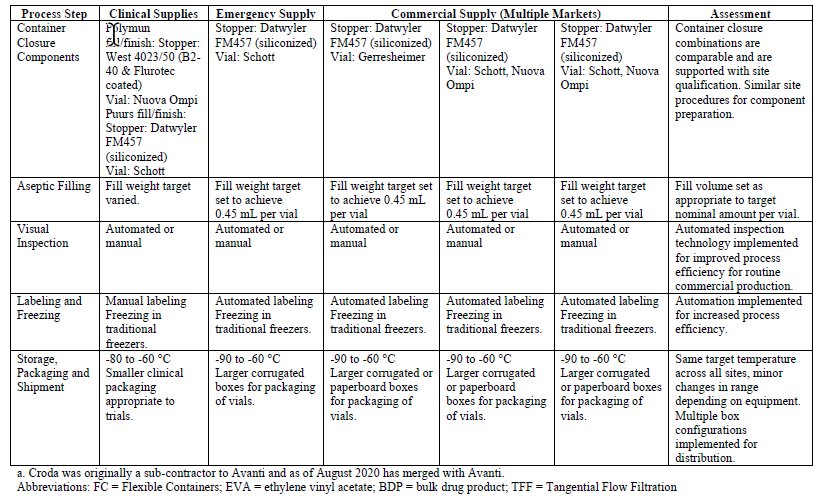 Process Step Clinical Supplies Emergency Supply Commercial Supply (Multiple Markets) Assessment
Container
Closure
Components
Polymun
fill/finish: Stopper:
West 4023/50 (B2-
40 & Flurotec
coated)
Vial: Nuova Ompi
Puurs fill/finish:
Stopper: Datwyler
FM457
(siliconized)
Vial: Schott
Stopper: Datwyler
FM457 (siliconized)
Vial: Schott
Stopper: Datwyler
FM457 (siliconized)
Vial: Gerresheimer
Stopper: Datwyler
FM457
(siliconized)
Vial: Schott, Nuova
Ompi
Stopper: Datwyler
FM457
(siliconized)
Vial: Schott, Nuova
Ompi
Container closure
combinations are
comparable and are
supported with site
qualification. Similar site
procedures for component
preparation.
Aseptic Filling
Fill weight target
varied.
Fill weight target
set to achieve
0.45 mL per vial
Fill weight target set
to achieve 0.45 mL
per vial
Fill weight target
set to achieve
0.45 mL per vial
Fill weight target
set to achieve
0.45 mL per vial
Fill volume set as
appropriate to target
nominal amount per vial.
Visual
Inspection
Automated or
manual
Automated or
manual
Automated or
manual
Automated or
manual
Automated or
manual
Automated inspection
technology implemented
for improved process
efficiency for routine
commercial production.
Labeling and
Freezing
Manual labeling
Freezing in
traditional
freezers.
Automated labeling
Freezing in
traditional freezers.
Automated labeling
Freezing in
traditional freezers.
Automated labeling
Freezing in
traditional freezers.
Automated labeling
Freezing in
traditional freezers.
Automation implemented
for increased process
efficiency.
Storage,
Packaging and
Shipment
-80 to -60 °C
Smaller clinical
packaging
appropriate to
trials.
-90 to -60 °C
Larger corrugated
boxes for packaging
of vials.
-90 to -60 °C
Larger corrugated or
paperboard boxes
for packaging of
vials.
-90 to -60 °C
Larger corrugated
or paperboard
boxes for
packaging of
vials.
-90 to -60 °C
Larger corrugated
or paperboard boxes
for packaging of
vials.
Same target temperature
across all sites, minor
changes in range
depending on equipment.
Multiple box
configurations
implemented for
distribution.
a. Croda was originally a sub-contractor to Avanti and as of August 2020 has merged with Avanti.
Abbreviations: FC = Flexible Containers; EVA = ethylene vinyl acetate; BDP = bulk drug product; TFF = Tangential Flow Filtration